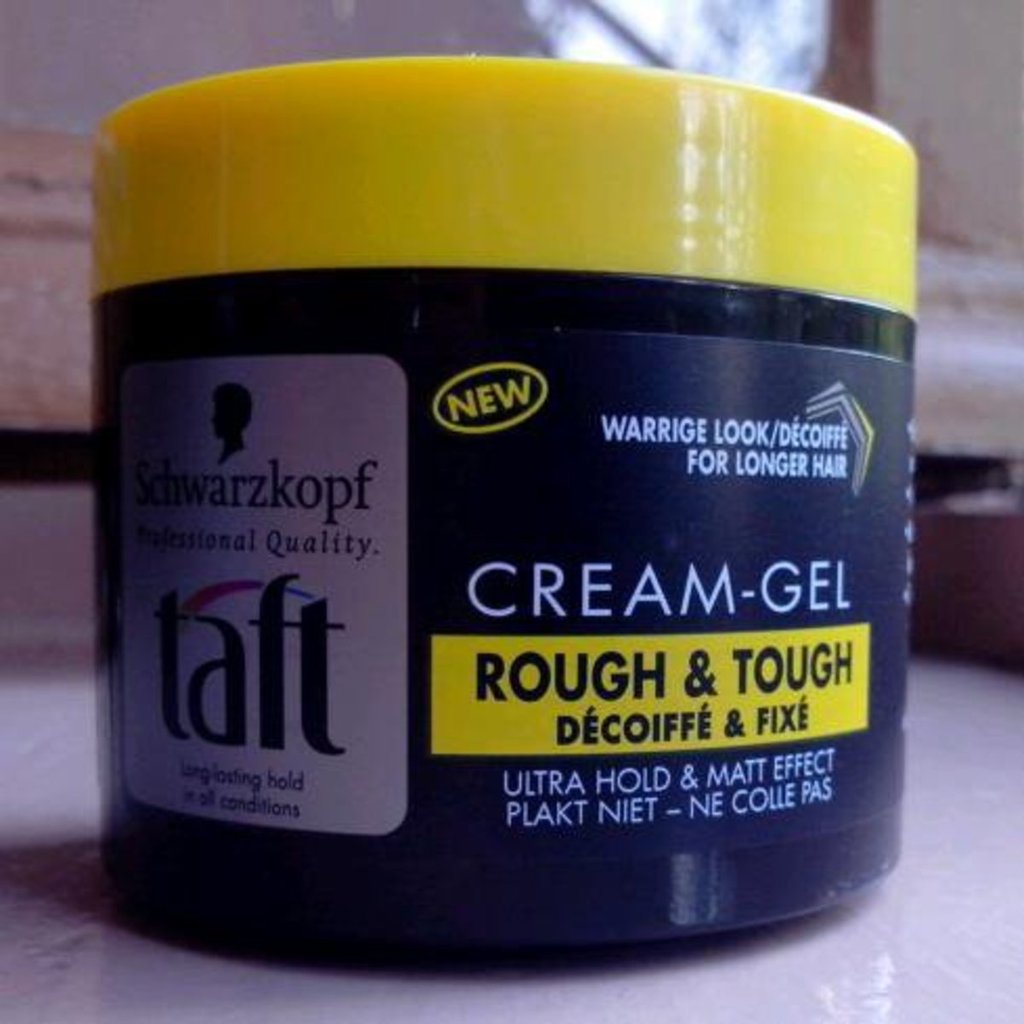 Schwarzkopf
Professional Quality.
taft
Long-lasting hold
in all conditions
NEW
WARRIGE LOOK/DÉCOIFFÉ
FOR LONGER HAIR
CREAM-GEL
ROUGH & TOUGH
DÉCOIFFÉ & FIXÉ
ULTRA HOLD & MATT EFFECT
PLAKT NIET – NE COLLE PAS